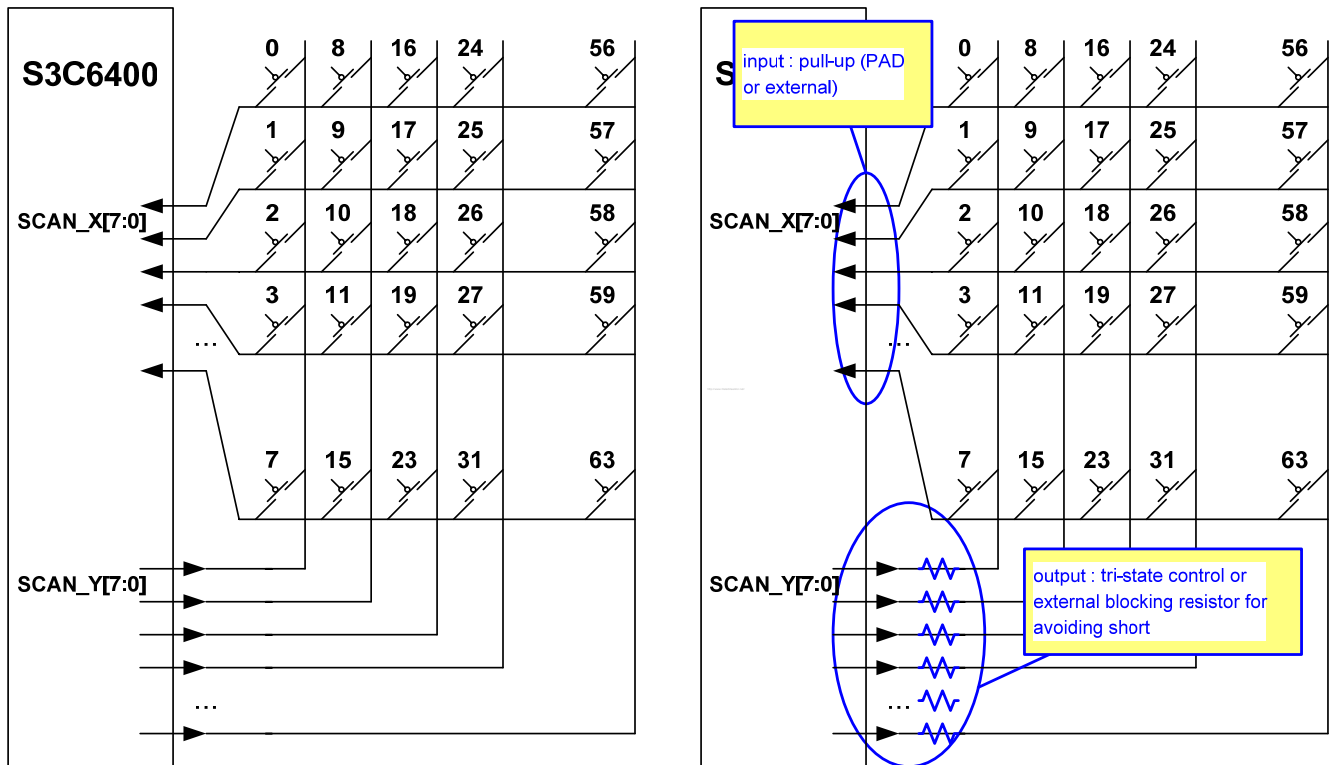 0 8 16 24 56
S3C6400
1 9 17 25 57
SCAN_X[7:0]
2 10 18 26 58
3 11 19 27 59
...
7 15 23 31 63
SCAN_Y[7:0]
...
input : pull-up (PAD
or external)
S
0 8 16 24 56
1 9 17 25 57
SCAN_X[7:0]
2 10 18 26 58
3 11 19 27 59
...
7 15 23 31 63
SCAN_Y[7:0]
output : tri-state control or
external blocking resistor for
avoiding short
...